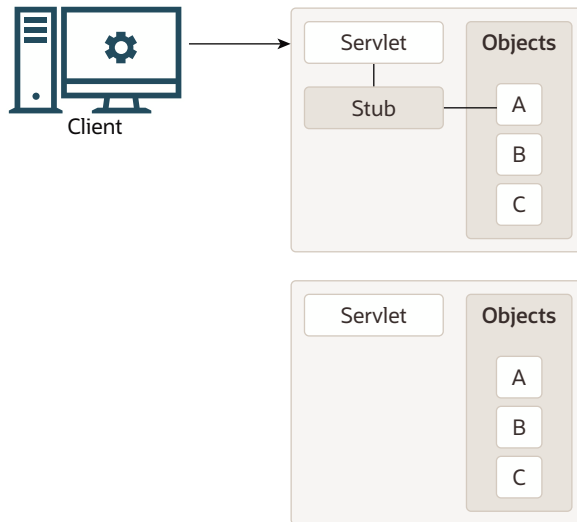 Client
Servlet
Stub
Objects
A
B
C
Servlet
Objects
A
B
C